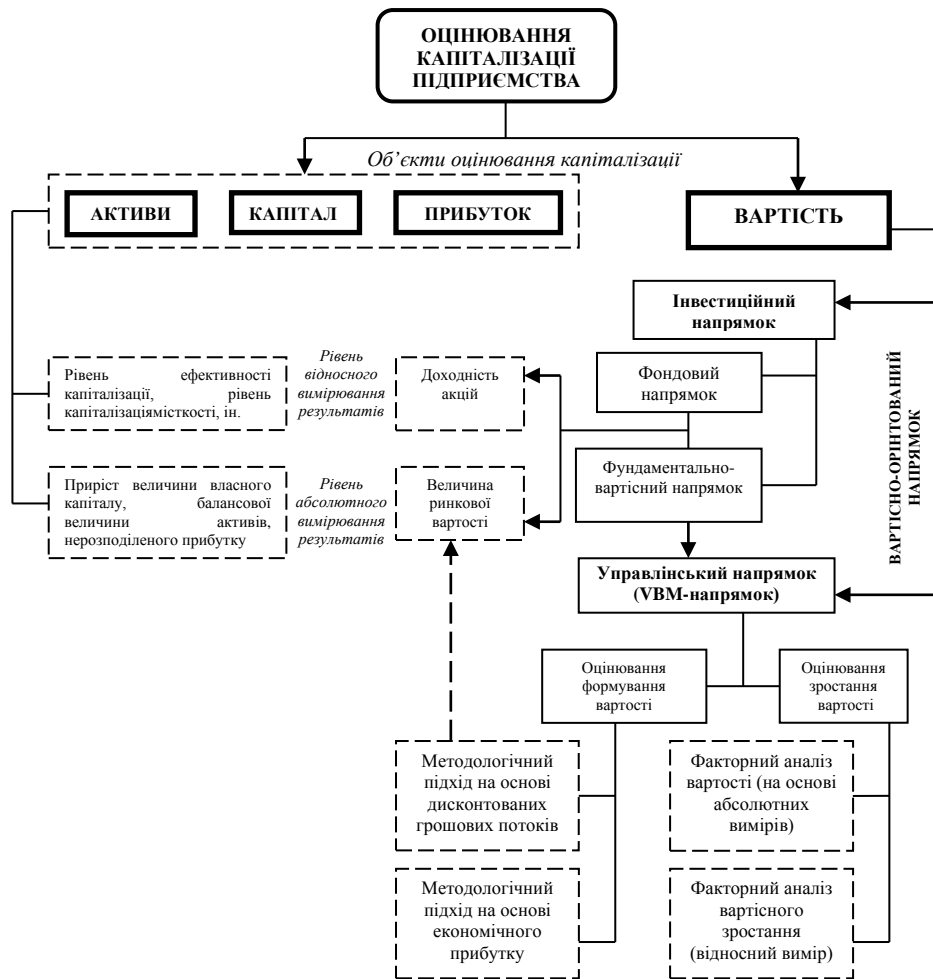 ОЦІНЮВАННЯ
КАПІТАЛІЗАЦІЇ
ПІДПРИЄМСТВА
Об’єкти оцінювання капіталізації
АКТИВИ
КАПІТАЛ
ПРИБУТОК
ВАРТІСТЬ
Інвестиційний
напрямок
Рівень ефективності
капіталізації, рівень
капіталізаціямісткості, ін.
Рівень
відносного
вимірювання
результатів
Доходність
акцій
Фондовий
напрямок
ВАРТІСНО-ОРІНТОВАНИЙ
НАПРЯМОК
Приріст величини власного
капіталу, балансової
величини активів,
нерозподіленого прибутку
Рівень
абсолютного
вимірювання
результатів
Величина
ринкової
вартості
Фундаментально-
вартісний напрямок
Управлінський напрямок
(VBM-напрямок)
Оцінювання
формування
вартості
Оцінювання
зростання
вартості
Методологічний
підхід на основі
дисконтованих
грошових потоків
Факторний аналіз
вартості (на основі
абсолютних
вимірів)
Методологічний
підхід на основі
економічного
прибутку
Факторний аналіз
вартісного
зростання
(відносний вимір)